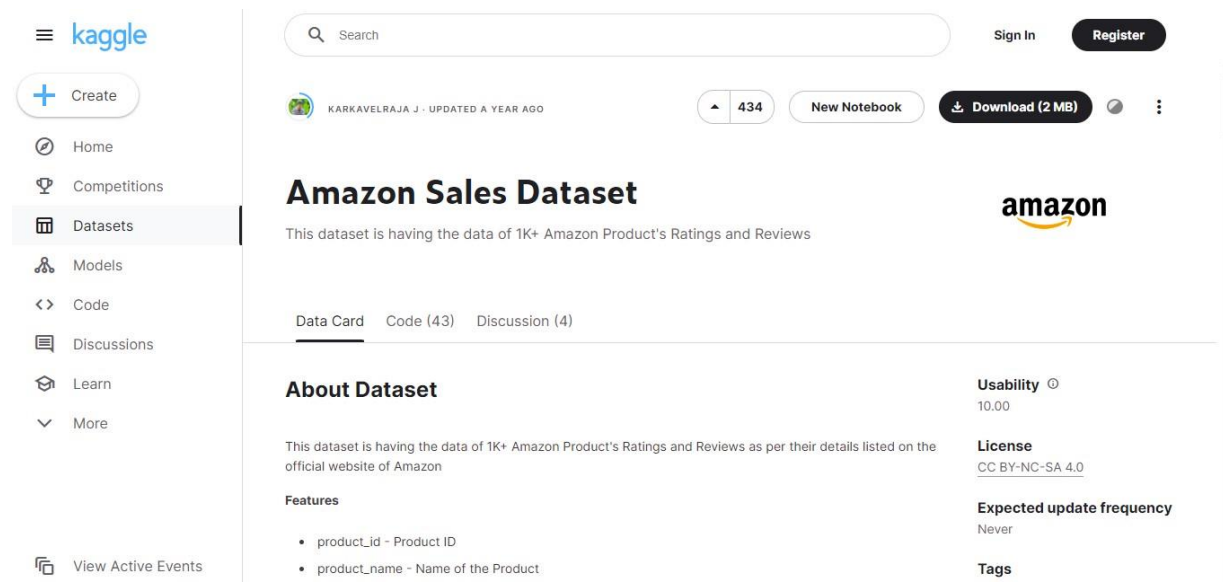 kaggle
Search
Sign In
Register
Create
KARKAVELRAJA J · UPDATED A YEAR AGO
434
New Notebook
Download (2 MB)
Home
Competitions
Datasets
Models
Code
Discussions
Learn
More
View Active Events
Amazon Sales Dataset
amazon
This dataset is having the data of 1K+ Amazon Product's Ratings and Reviews
Data Card
Code (43)
Discussion (4)
About Dataset
This dataset is having the data of 1K+ Amazon Product's Ratings and Reviews as per their details listed on the
official website of Amazon
Features
• product_id - Product ID
• product_name - Name of the Product
Usability
10.00
License
CC BY-NC-SA 4.0
Expected update frequency
Never
Tags